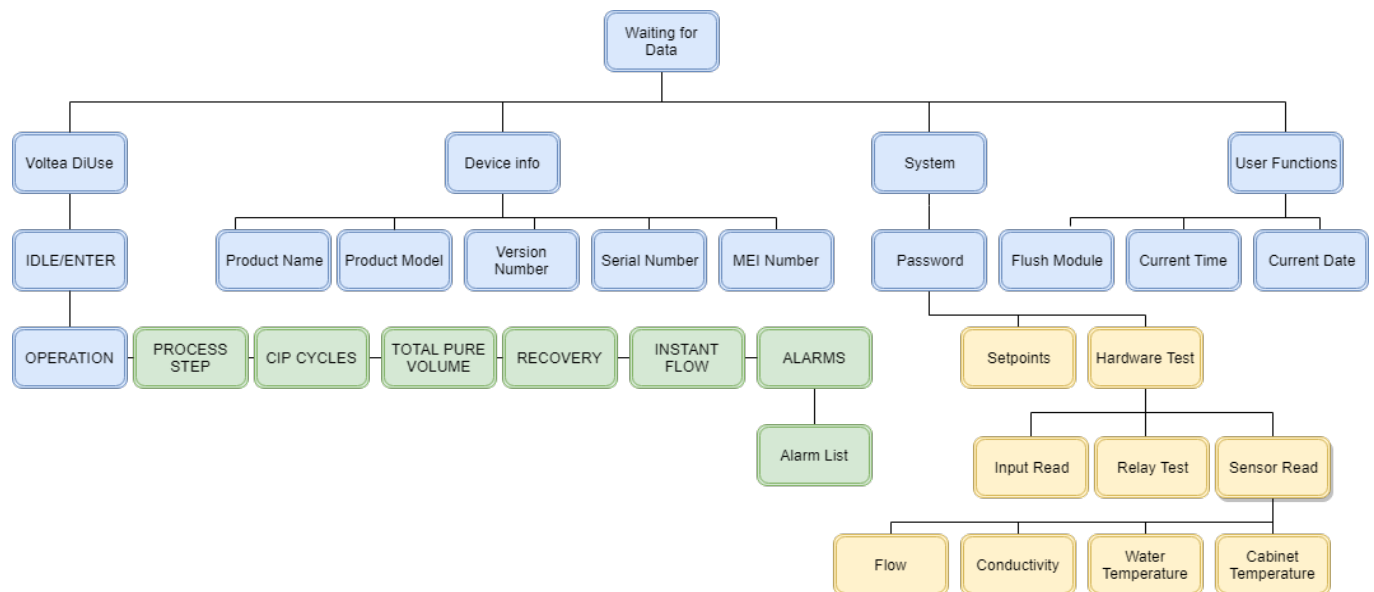 Waiting for
Data
Voltea DiUse
Device info
System
User Functions
IDLE/ENTER
Product Name
Product Model
Version
Number
Serial Number
MEI Number
Password
Flush Module
Current Time
Current Date
OPERATION
PROCESS
STEP
CIP CYCLES
TOTAL PURE
VOLUME
RECOVERY
INSTANT
FLOW
ALARMS
Setpoints
Hardware Test
Alarm List
Input Read
Relay Test
Sensor Read
Flow
Conductivity
Water
Temperature
Cabinet
Temperature